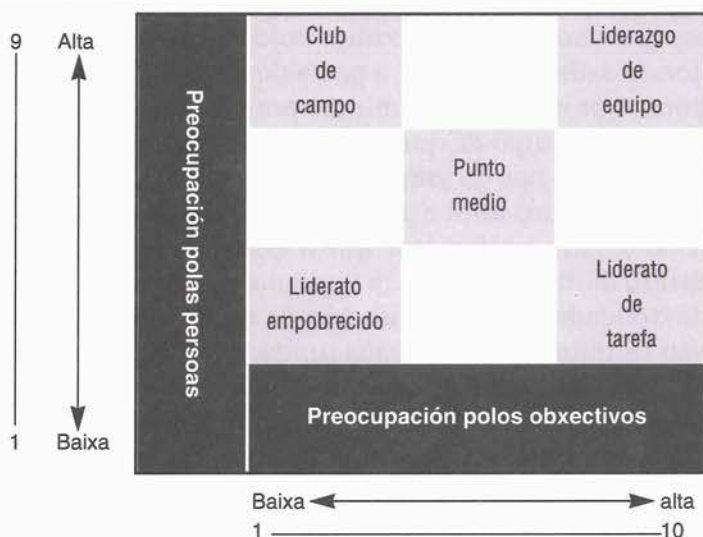 9 Alta
Club
de
campo
Liderazgo
de
equipo
Preocupación polas persoas
Punto
medio
Liderato
empobrecido
Liderato
de
tarefa
1 Baixa
Preocupación polos obxectivos
Baixa alta
1 10